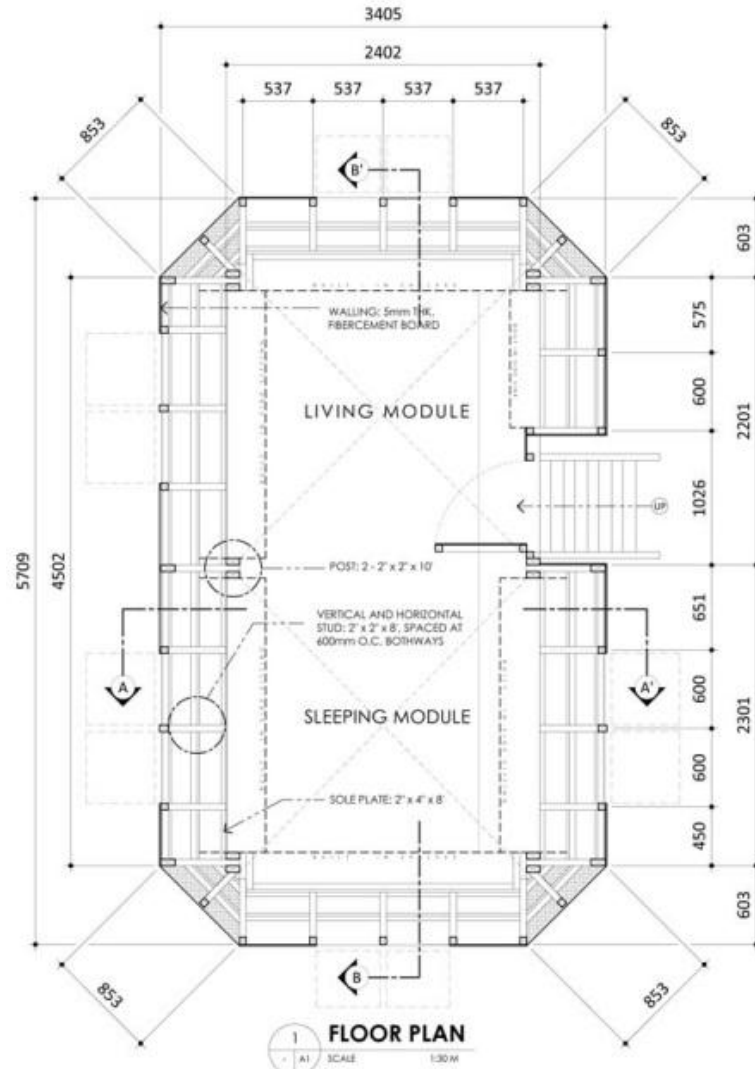 3405
2402
537 537 537 537
853
853
B'
603
WALLING: 5mm THK.
FIBERCEMENT BOARD
575
LIVING MODULE
600
2201
1026
UP
5709
4502
POST: 2 - 2" x 2" x 10'
651
VERTICAL AND HORIZONTAL
STUD: 2" x 2" x 8', SPACED AT
600mm O.C. BOTHWAYS
A
A'
600
SLEEPING MODULE
2301
600
SOLE PLATE: 2" x 4" x 8'
450
603
853
853
B
1
- A1
FLOOR PLAN
SCALE 1:30 M